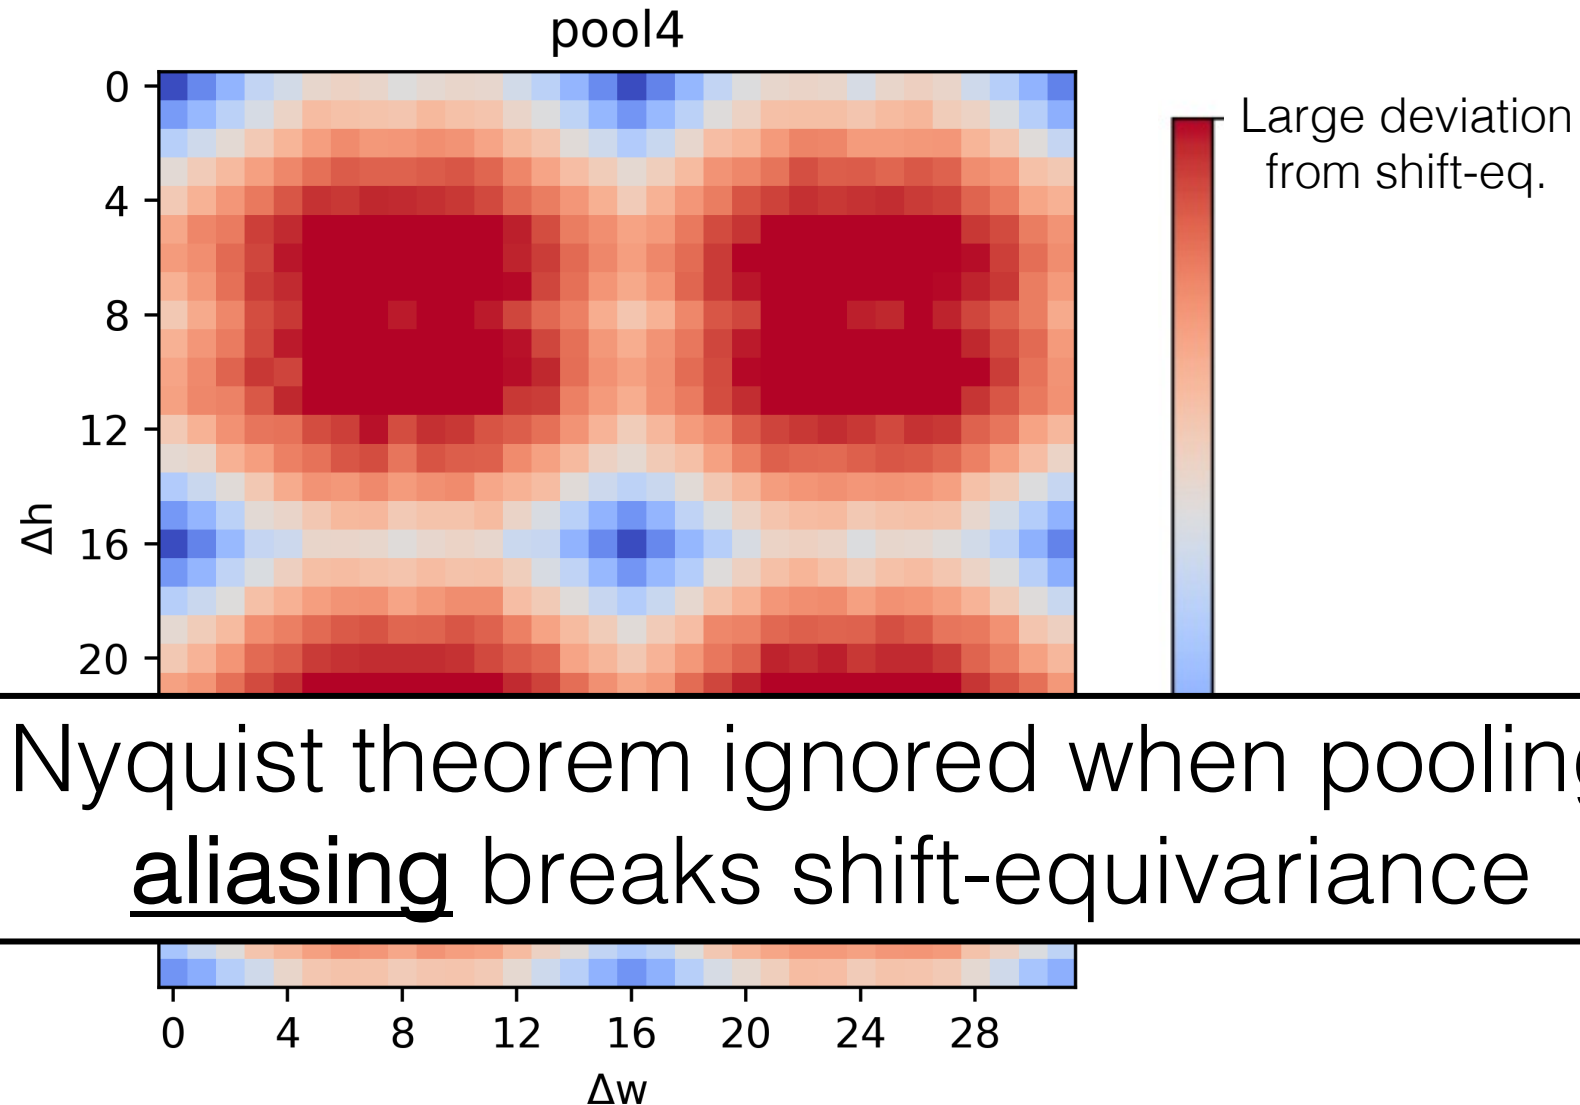 pool4
0
Large deviation
from shift-eq.
4
8
12
Δh
16
20
Nyquist theorem ignored when pooling
aliasing breaks shift-equivariance
0 4 8 12 16 20 24 28
Δw